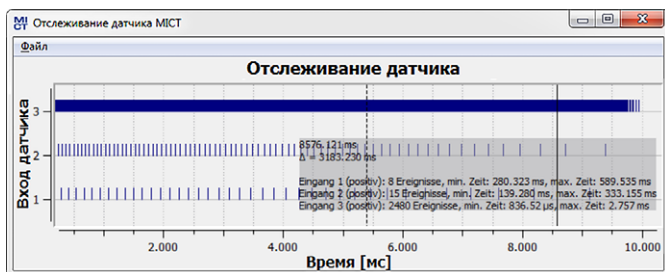 MICT Отслеживание датчика MICT
Файл
Отслеживание датчика
Вход датчика
3
2
1
8576.121 ms
Δ = 3183.230 ms
Eingang 1 (positiv): 8 Ereignisse, min. Zeit: 280.323 ms, max. Zeit: 589.535 ms
Eingang 2 (positiv): 15 Ereignisse, min. Zeit: 139.280 ms, max. Zeit: 333.155 ms
Eingang 3 (positiv): 2480 Ereignisse, min. Zeit: 836.52 µs, max. Zeit: 2.757 ms
2.000 4.000 6.000 8.000 10.000
Время [мс]